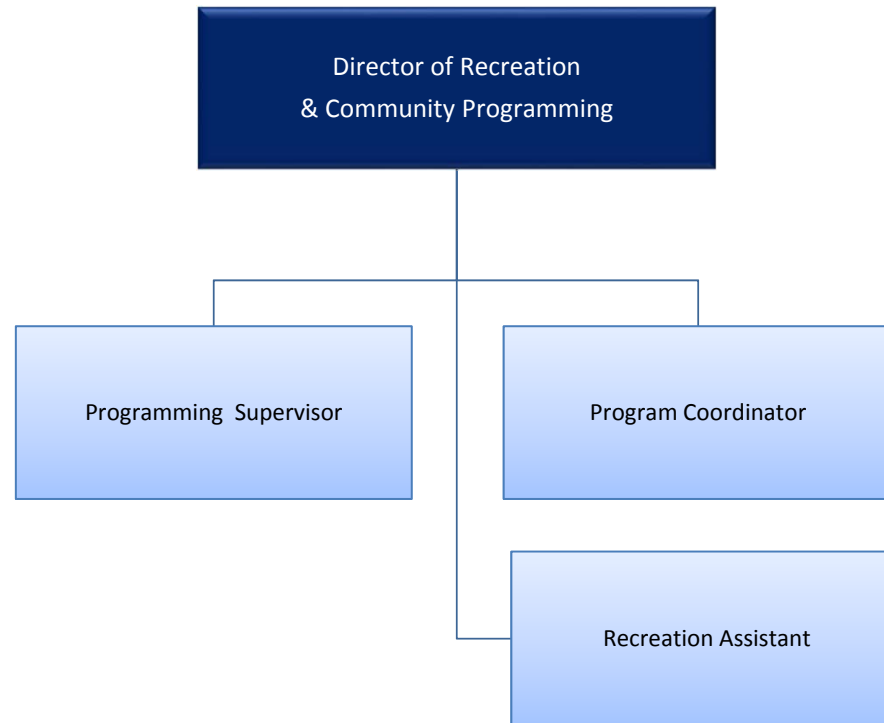 Director of Recreation
& Community Programming
Programming  Supervisor
Program Coordinator
Recreation Assistant